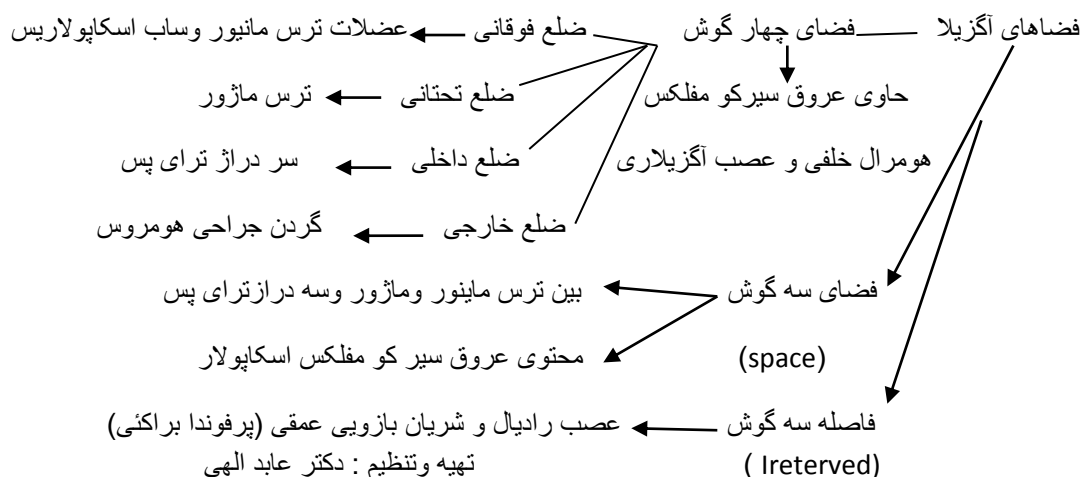 فضاهای آگزیلا فضای چهار گوش ضلع فوقانی عضلات ترس مانیور وساب اسکاپولاریس
حاوی عروق سیرکو مفلکس ضلع تحتانی ترس ماژور
هومرال خلفی و عصب آگزیلاری ضلع داخلی سر دراژ ترای پس
ضلع خارجی گردن جراحی هومروس
فضای سه گوش بین ترس ماینور وماژور وسه درازترای پس
(space) محتوی عروق سیر کو مفلکس اسکاپولار
فاصله سه گوش عصب رادیال و شریان بازویی عمقی (پرفوندا براکئی)
( Ireterved) تهیه وتنظیم : دکتر عابد الهی